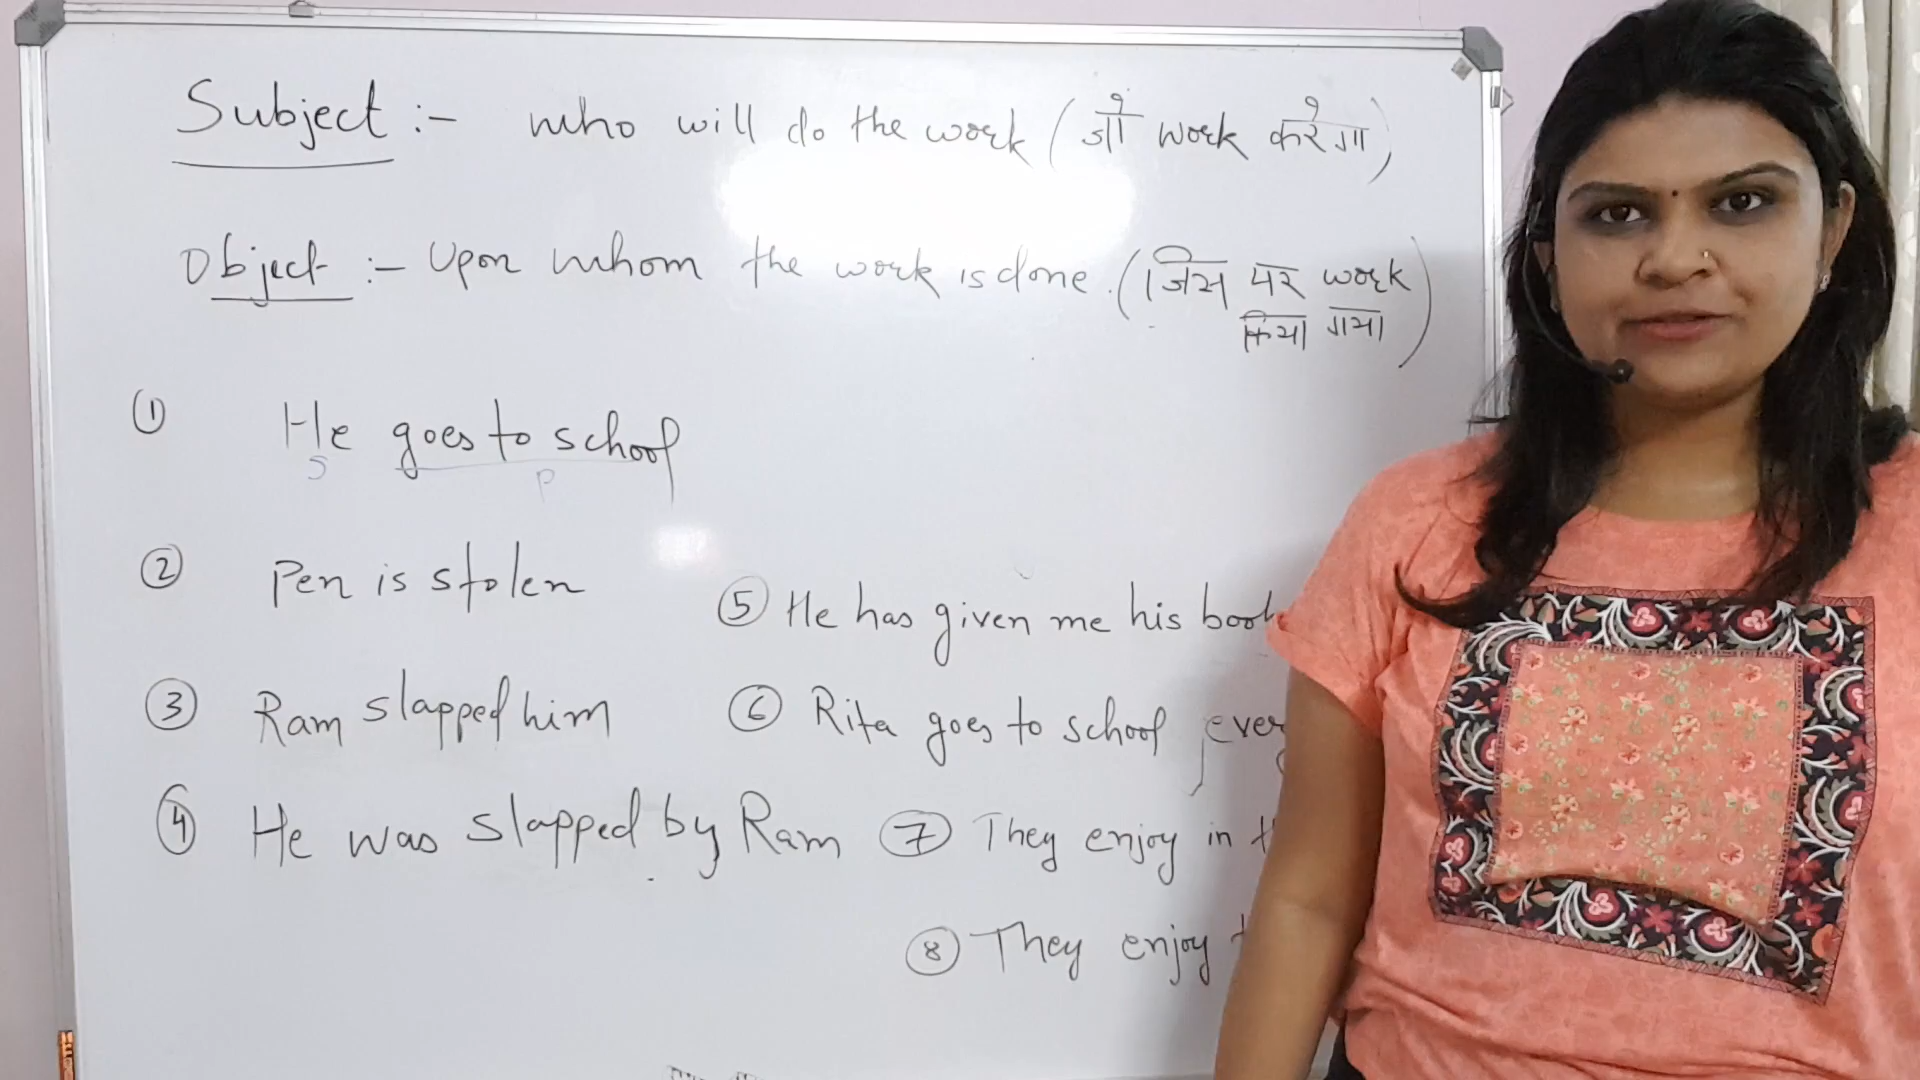 Subject :- who will do the work (जो work करेगा)
Object :- Upon whom the work is done. (जिस पर work
किया गया)
① He goes to school
S P
② Pen is stolen
③ Ram slapped him
④ He was slapped by Ram
⑤ He has given me his book
⑥ Rita goes to school
⑦ They enjoy in
⑧ They enjoy